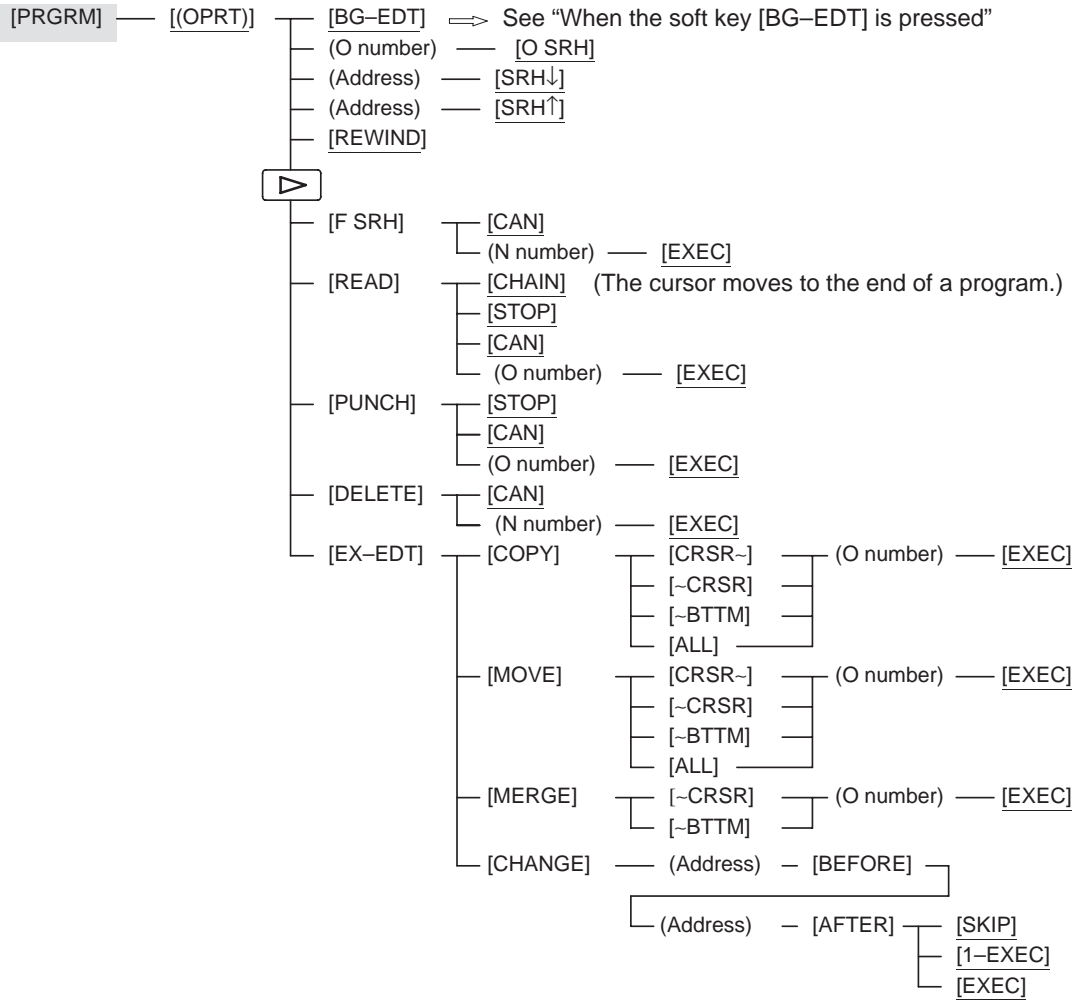 [PRGRM] [(OPRT)] [BG–EDT] See “When the soft key [BG–EDT] is pressed”
(O number) [O SRH]
(Address) [SRH↓]
(Address) [SRH↑]
[REWIND]
[F SRH] [CAN]
(N number) [EXEC]
[READ] [CHAIN] (The cursor moves to the end of a program.)
[STOP]
[CAN]
(O number) [EXEC]
[PUNCH] [STOP]
[CAN]
(O number) [EXEC]
[DELETE] [CAN]
(N number) [EXEC]
[EX–EDT] [COPY] [CRSR~] (O number) [EXEC]
[~CRSR]
[~BTTM]
[ALL]
[MOVE] [CRSR~] (O number) [EXEC]
[~CRSR]
[~BTTM]
[ALL]
[MERGE] [~CRSR] (O number) [EXEC]
[~BTTM]
[CHANGE] (Address) [BEFORE]
(Address) [AFTER] [SKIP]
[1–EXEC]
[EXEC]